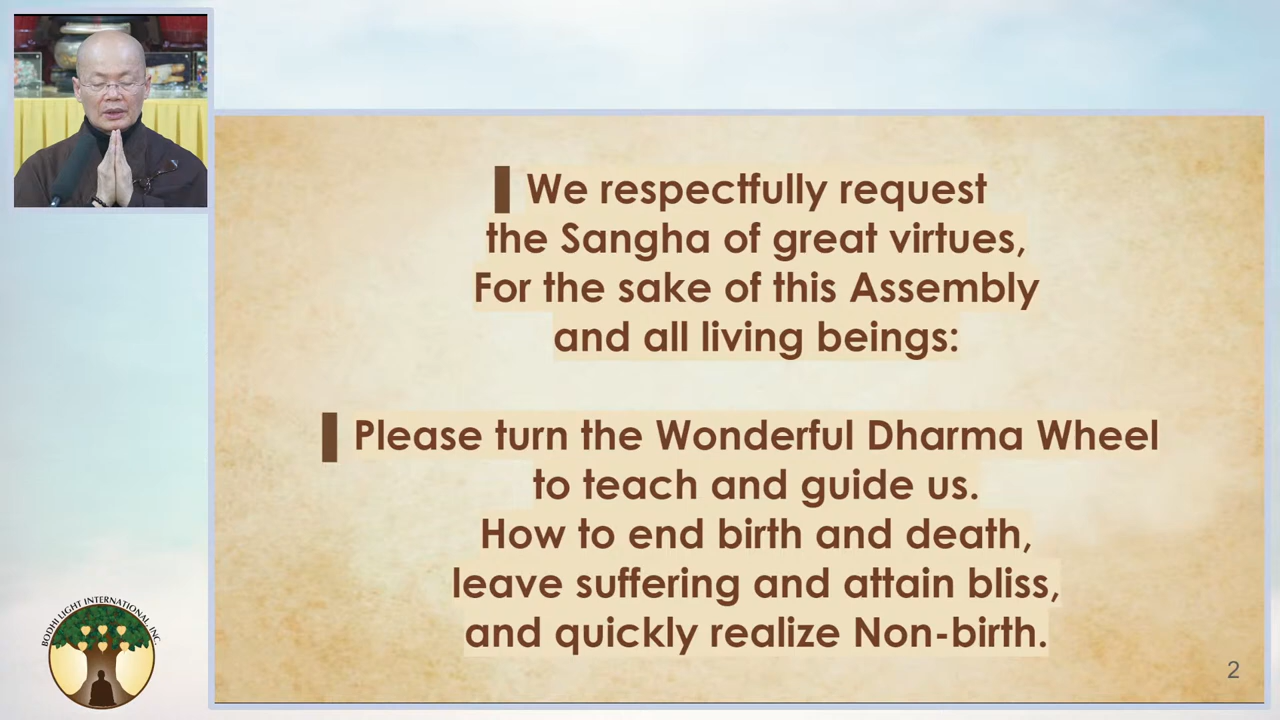 We respectfully request
the Sangha of great virtues,
For the sake of this Assembly
and all living beings:
Please turn the Wonderful Dharma Wheel
to teach and guide us.
How to end birth and death,
leave suffering and attain bliss,
and quickly realize Non-birth.
2
BODHI LIGHT INTERNATIONAL, INC.